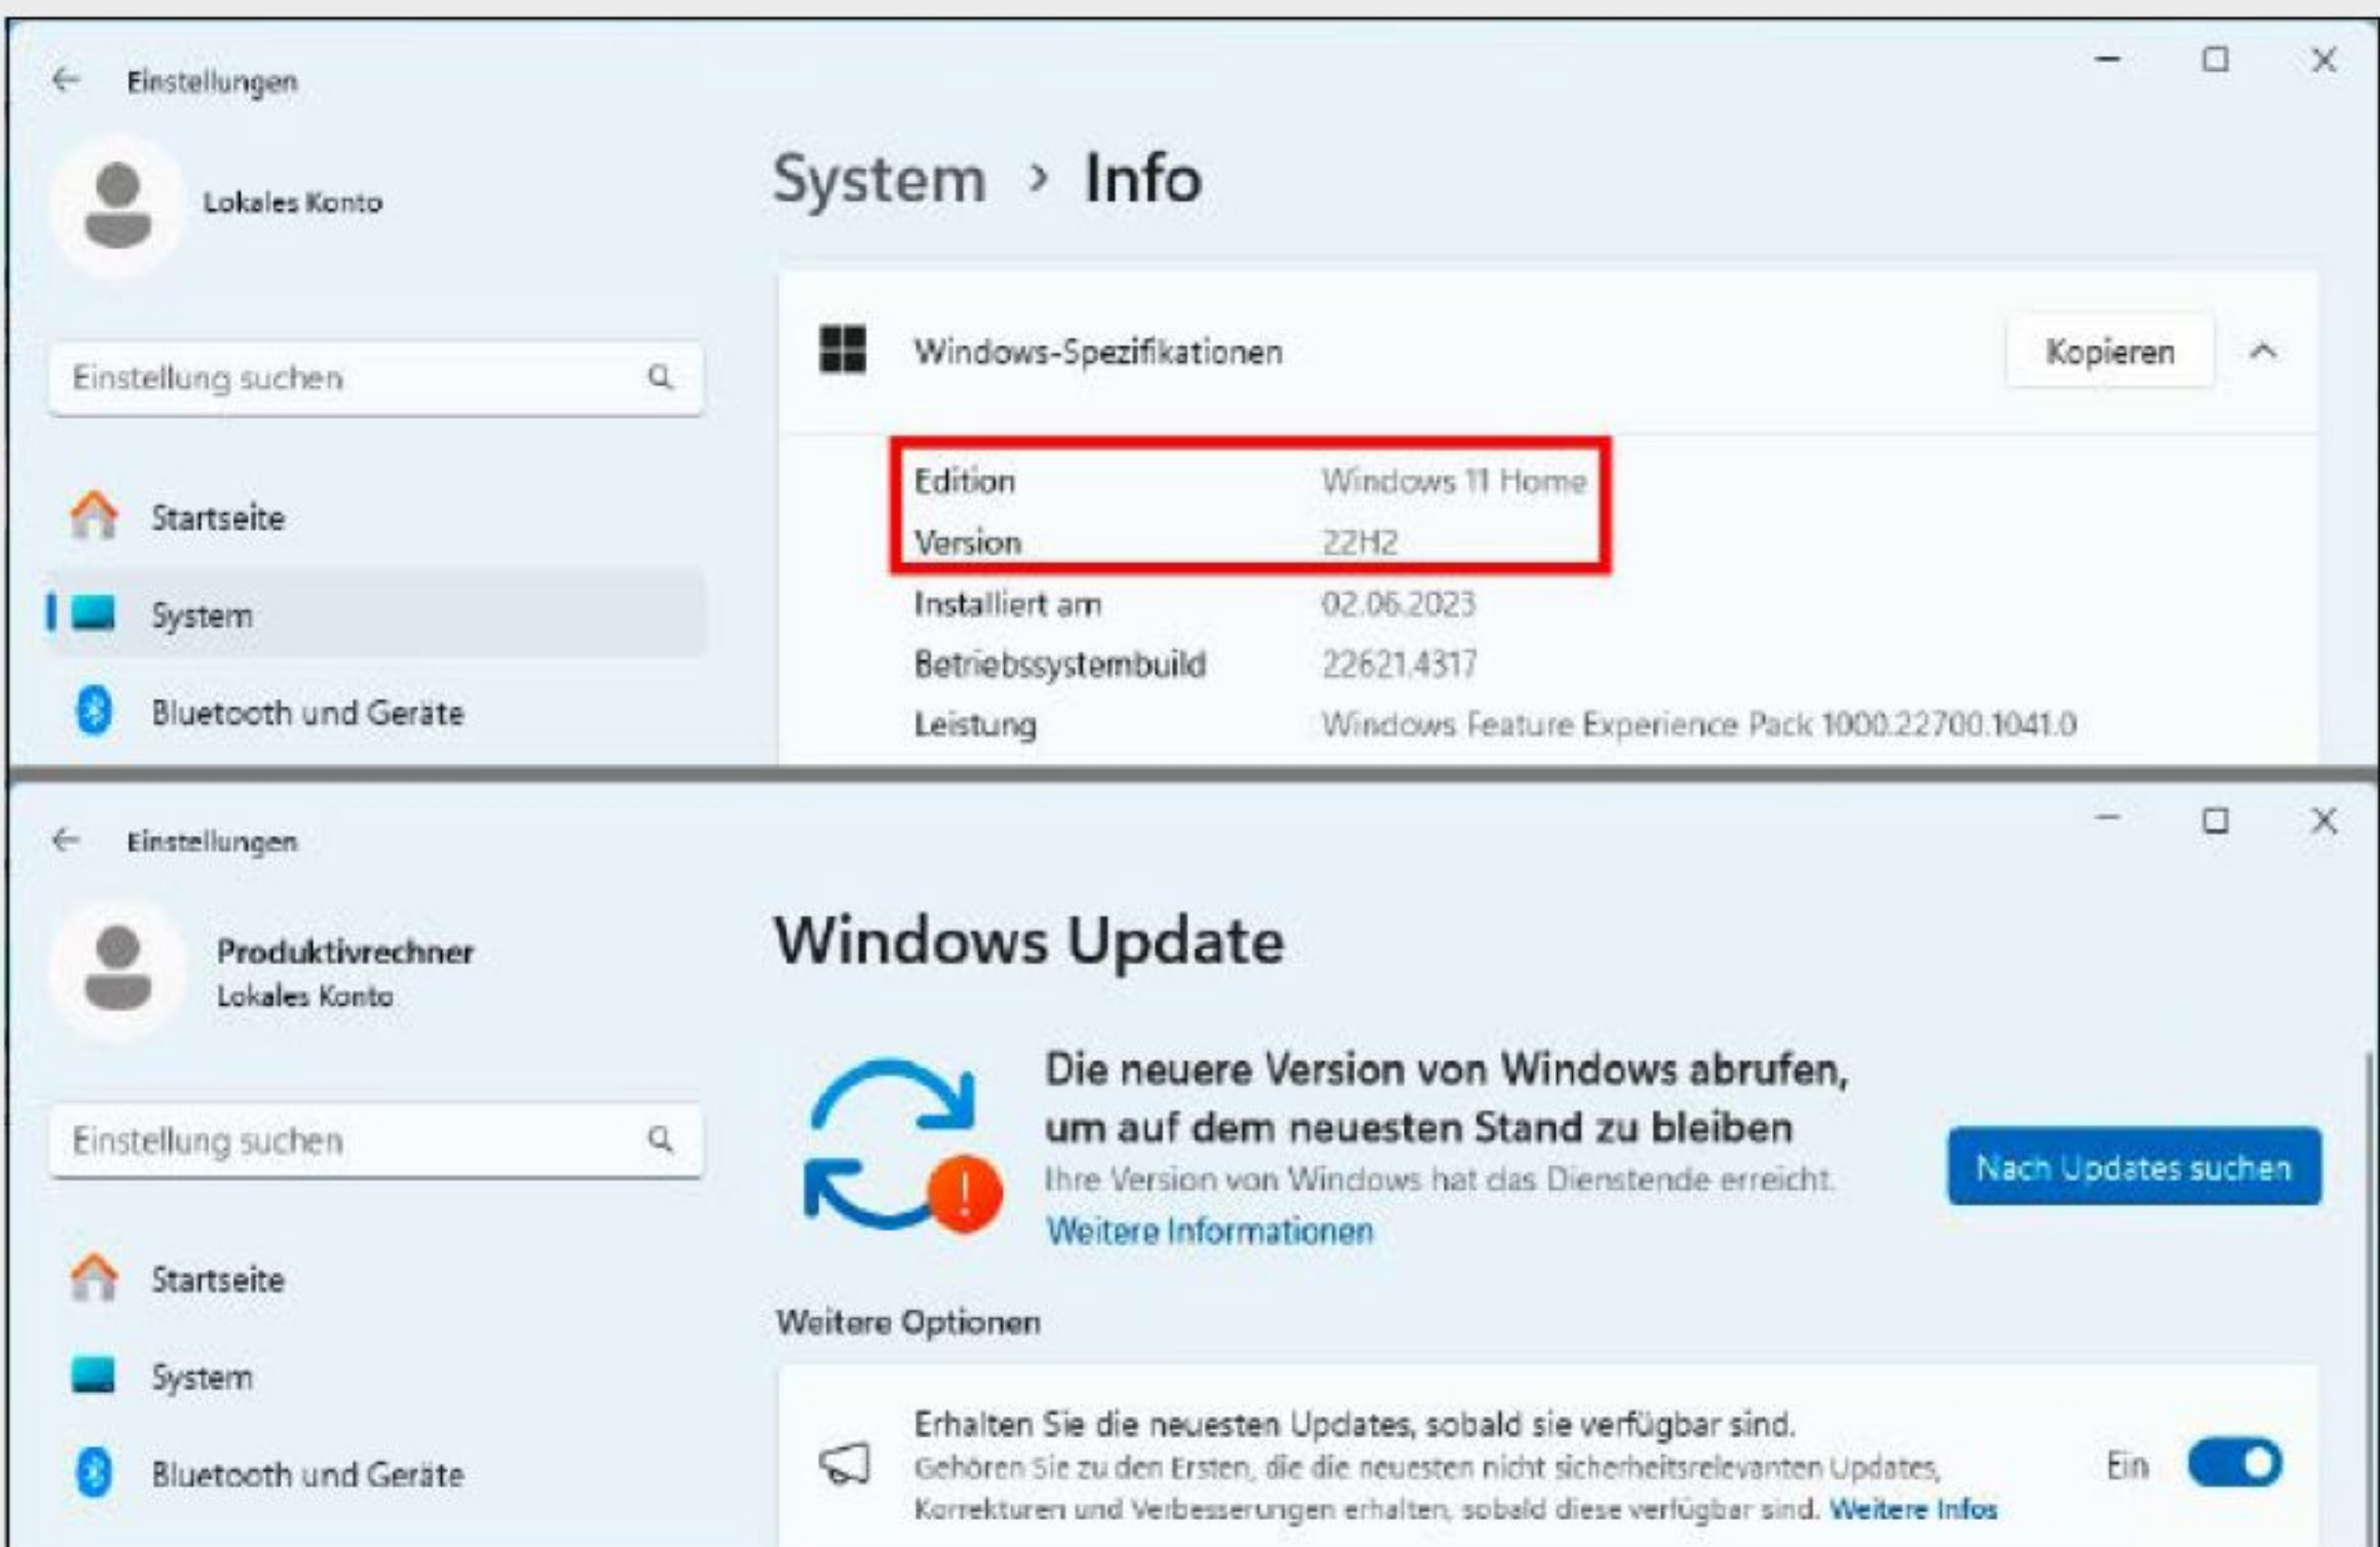 Einstellungen
Lokales Konto
Einstellung suchen
Startseite
System
Bluetooth und Geräte
System > Info
Windows-Spezifikationen
Kopieren
Edition Windows 11 Home
Version 22H2
Installiert am 02.06.2023
Betriebssystembuild 22621.4317
Leistung Windows Feature Experience Pack 1000.22700.1041.0
Einstellungen
Produktivrechner
Lokales Konto
Einstellung suchen
Startseite
System
Bluetooth und Geräte
Windows Update
Die neuere Version von Windows abrufen,
um auf dem neuesten Stand zu bleiben
Ihre Version von Windows hat das Dienstende erreicht.
Weitere Informationen
Nach Updates suchen
Weitere Optionen
Erhalten Sie die neuesten Updates, sobald sie verfügbar sind.
Gehören Sie zu den Ersten, die die neuesten nicht sicherheitsrelevanten Updates,
Korrekturen und Verbesserungen erhalten, sobald diese verfügbar sind. Weitere Infos
Ein